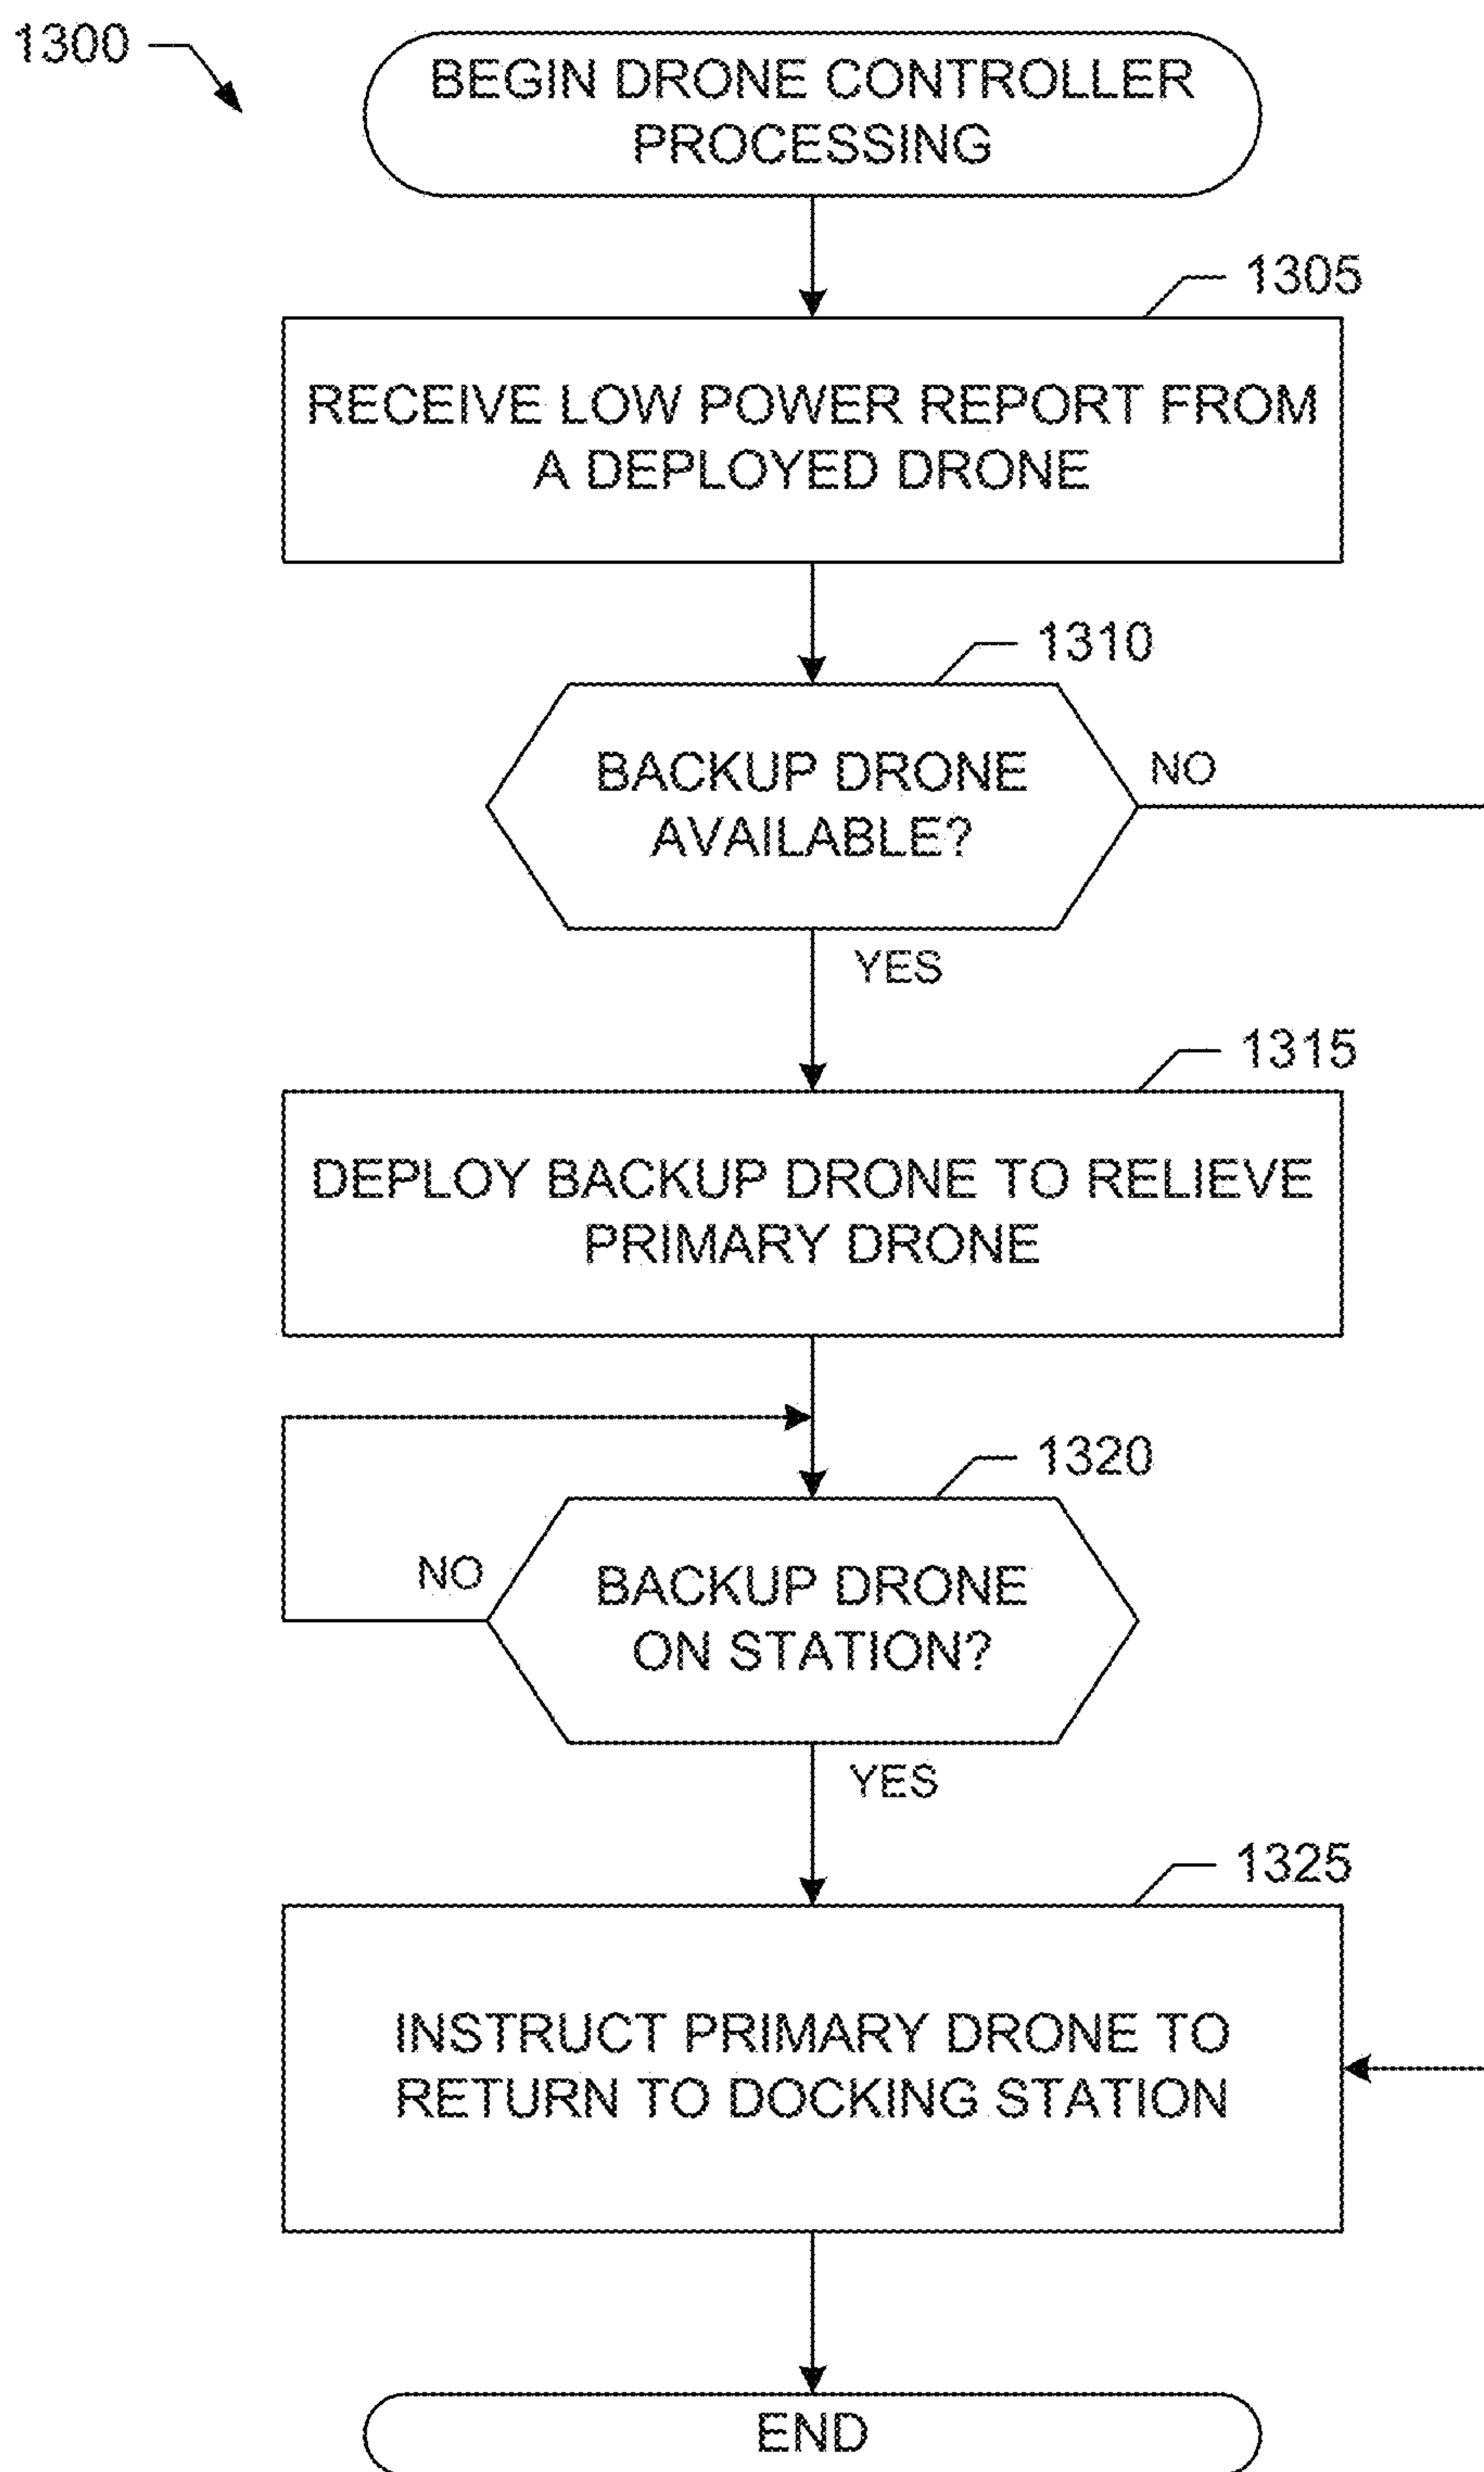 1300
BEGIN DRONE CONTROLLER
PROCESSING
1305
RECEIVE LOW POWER REPORT FROM
A DEPLOYED DRONE
1310
BACKUP DRONE
AVAILABLE?
NO
YES
1315
DEPLOY BACKUP DRONE TO RELIEVE
PRIMARY DRONE
1320
BACKUP DRONE
ON STATION?
NO
YES
1325
INSTRUCT PRIMARY DRONE TO
RETURN TO DOCKING STATION
END